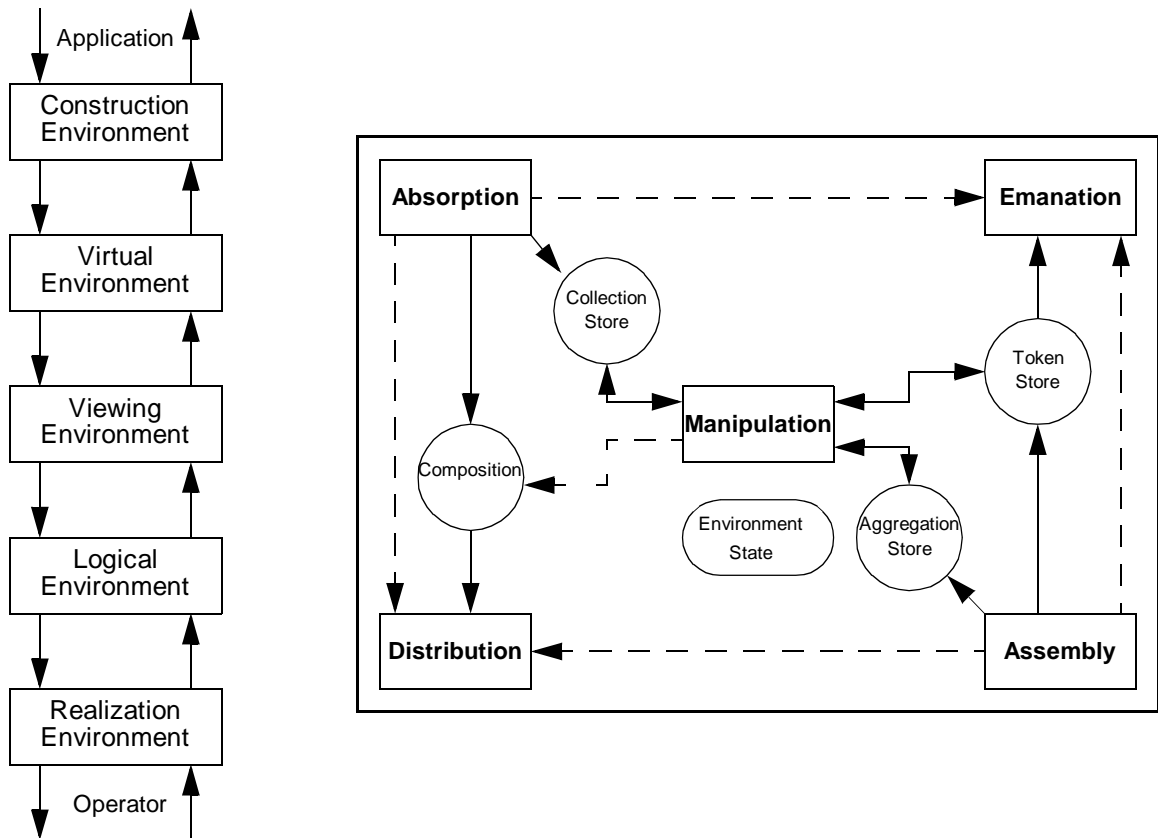 Application
Construction
Environment
Virtual
Environment
Viewing
Environment
Logical
Environment
Realization
Environment
Operator
Absorption
Emanation
Collection
Store
Token
Store
Manipulation
Composition
Environment
State
Aggregation
Store
Distribution
Assembly